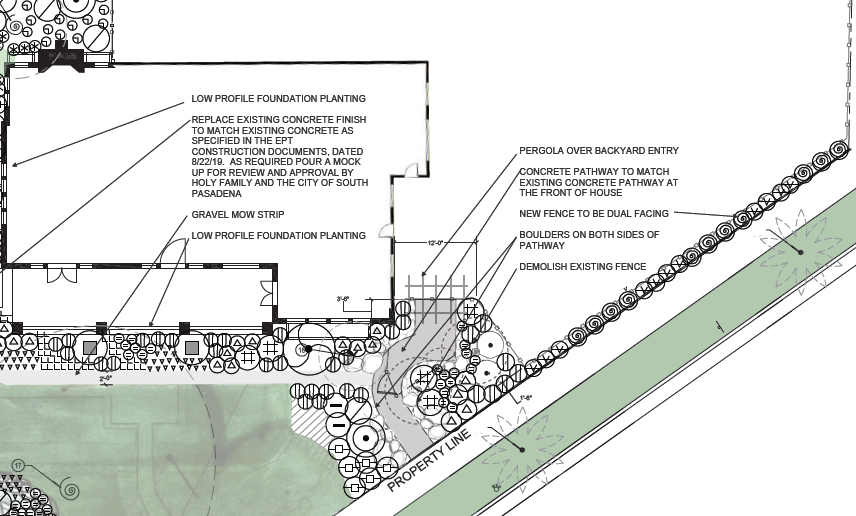 LOW PROFILE FOUNDATION PLANTING
REPLACE EXISTING CONCRETE FINISH
TO MATCH EXISTING CONCRETE AS
SPECIFIED IN THE EPT
CONSTRUCTION DOCUMENTS, DATED
8/22/19. AS REQUIRED POUR A MOCK
UP FOR REVIEW AND APPROVAL BY
HOLY FAMILY AND THE CITY OF SOUTH
PASADENA
GRAVEL MOW STRIP
LOW PROFILE FOUNDATION PLANTING
PERGOLA OVER BACKYARD ENTRY
CONCRETE PATHWAY TO MATCH
EXISTING CONCRETE PATHWAY AT
THE FRONT OF HOUSE
NEW FENCE TO BE DUAL FACING
BOULDERS ON BOTH SIDES OF
PATHWAY
DEMOLISH EXISTING FENCE
12'-0"
3'-6"
2'-0"
1'-6"
PROPERTY LINE
17